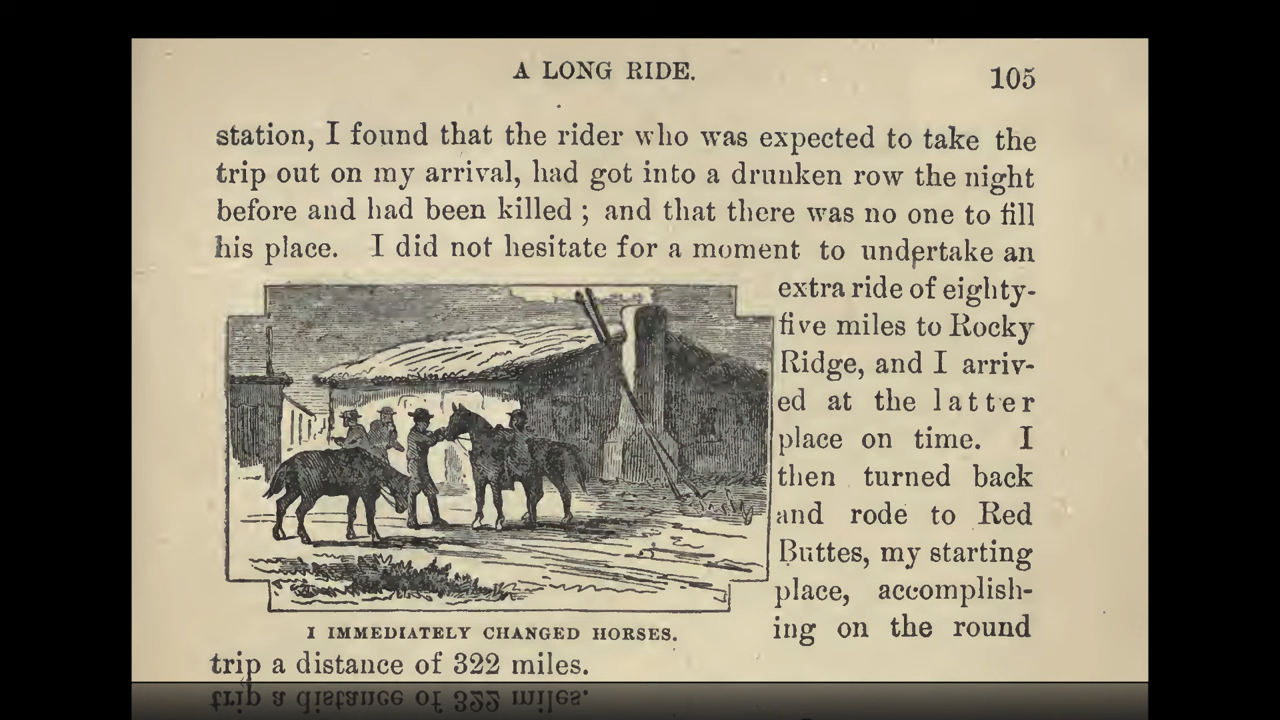 A LONG RIDE. 105
station, I found that the rider who was expected to take the
trip out on my arrival, had got into a drunken row the night
before and had been killed ; and that there was no one to fill
his place. I did not hesitate for a moment to undertake an
extra ride of eighty-
five miles to Rocky
Ridge, and I arriv-
ed at the latter
place on time. I
then turned back
and rode to Red
Buttes, my starting
place, accomplish-
ing on the round
I IMMEDIATELY CHANGED HORSES.
trip a distance of 322 miles.